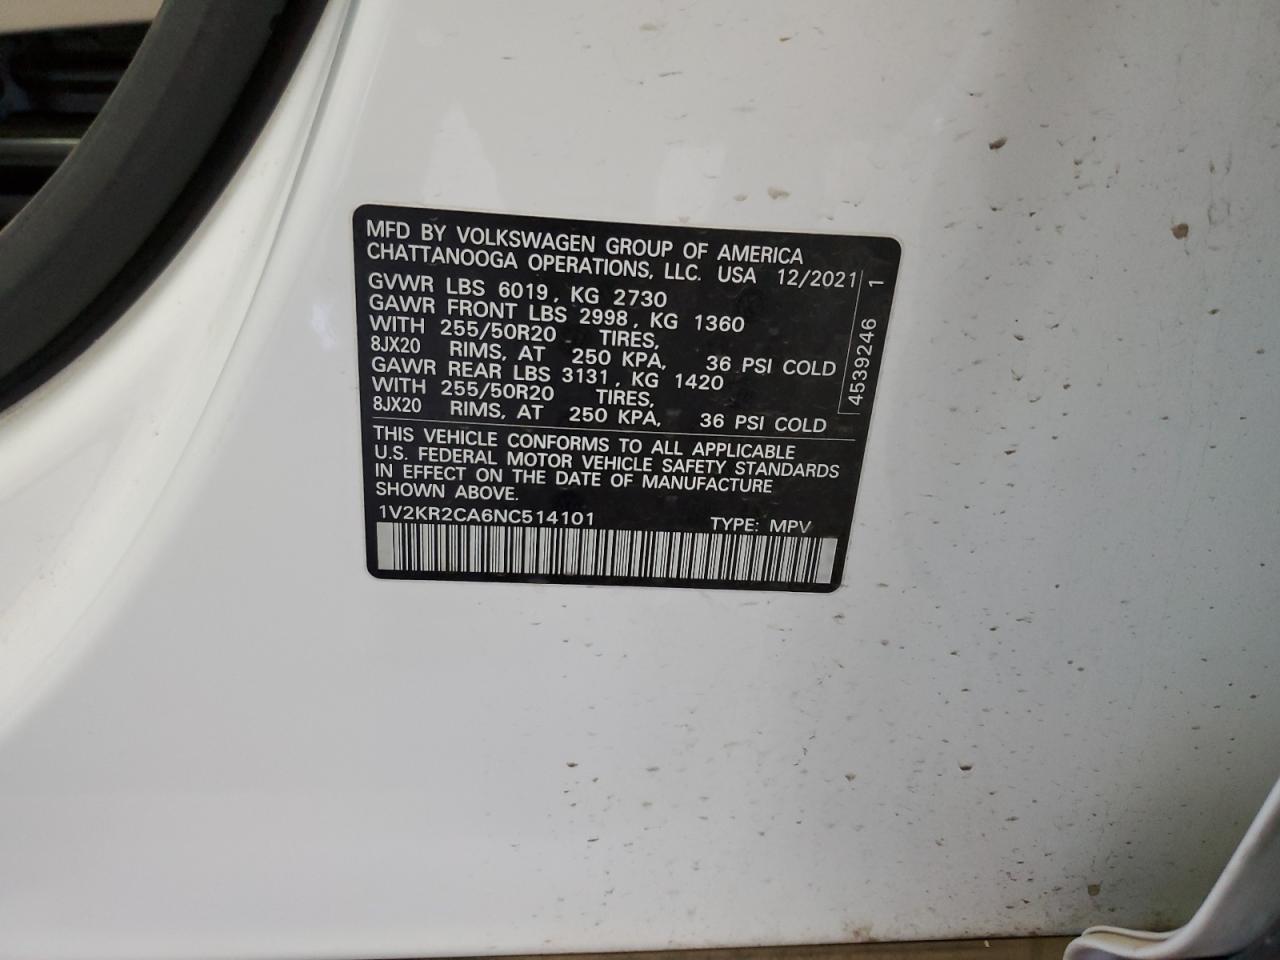 MFD BY VOLKSWAGEN GROUP OF AMERICA
CHATTANOOGA OPERATIONS, LLC. USA 12/2021
GVWR LBS 6019, KG 2730
GAWR FRONT LBS 2998, KG 1360
WITH 255/50R20 TIRES,
8JX20 RIMS, AT 250 KPA, 36 PSI COLD
GAWR REAR LBS 3131, KG 1420
WITH 255/50R20 TIRES,
8JX20 RIMS, AT 250 KPA, 36 PSI COLD
4539246 1
THIS VEHICLE CONFORMS TO ALL APPLICABLE
U.S. FEDERAL MOTOR VEHICLE SAFETY STANDARDS
IN EFFECT ON THE DATE OF MANUFACTURE
SHOWN ABOVE.
1V2KR2CA6NC514101 TYPE: MPV